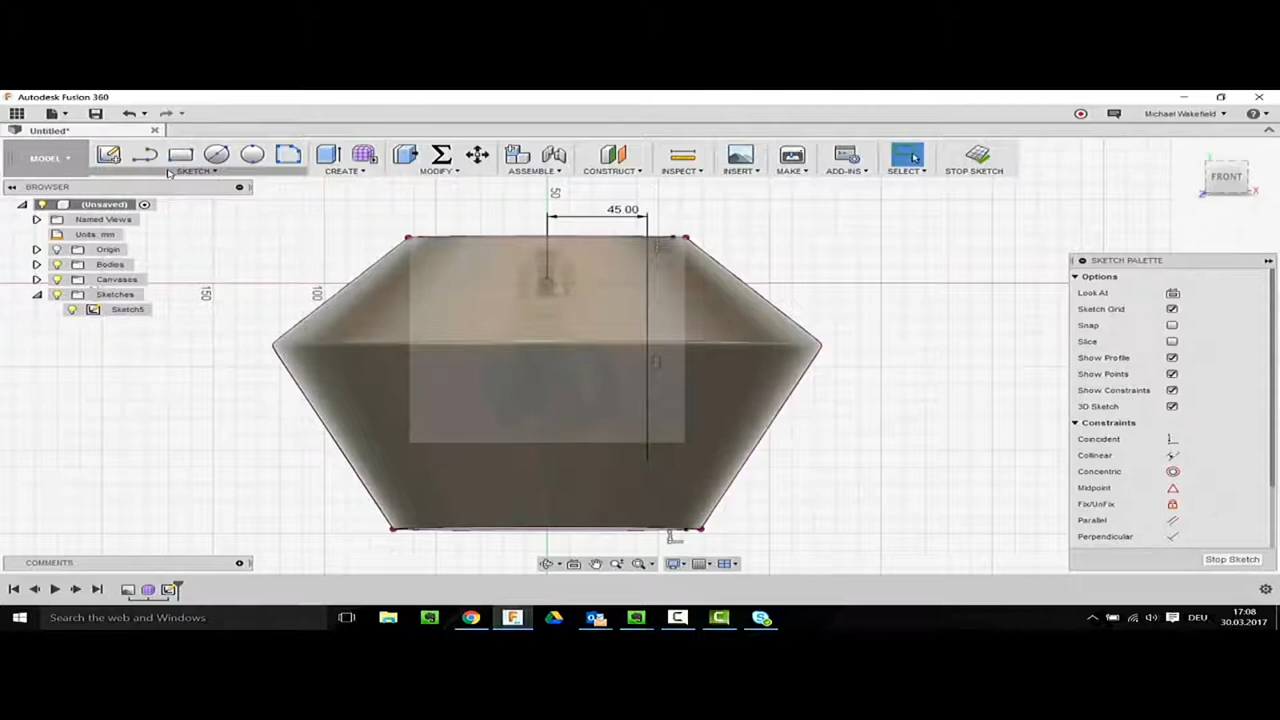 Autodesk Fusion 360
Michael Wakefield
Untitled*
MODEL
SKETCH
CREATE
MODIFY
ASSEMBLE
CONSTRUCT
INSPECT
INSERT
MAKE
ADD-INS
SELECT
STOP SKETCH
BROWSER
(Unsaved)
Named Views
Units: mm
Origin
Bodies
Canvases
Sketches
Sketch5
50
45.00
150
100
FRONT
X
Z
SKETCH PALETTE
Options
Look At
Sketch Grid
Snap
Slice
Show Profile
Show Points
Show Constraints
3D Sketch
Constraints
Coincident
Collinear
Concentric
Midpoint
Fix/UnFix
Parallel
Perpendicular
Stop Sketch
COMMENTS
Search the web and Windows
DEU
17:08
30.03.2017